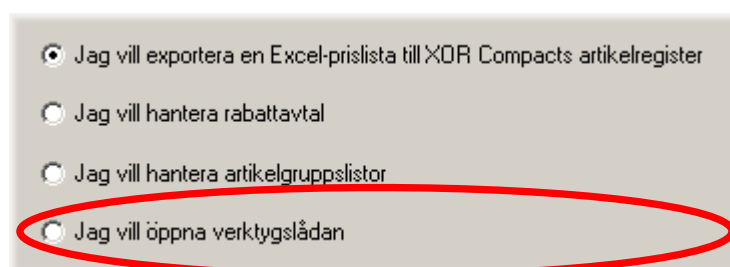 Jag vill exportera en Excel-prislista till XOR Compacts artikelregister
Jag vill hantera rabattavtal
Jag vill hantera artikelgruppslistor
Jag vill öppna verktygslådan